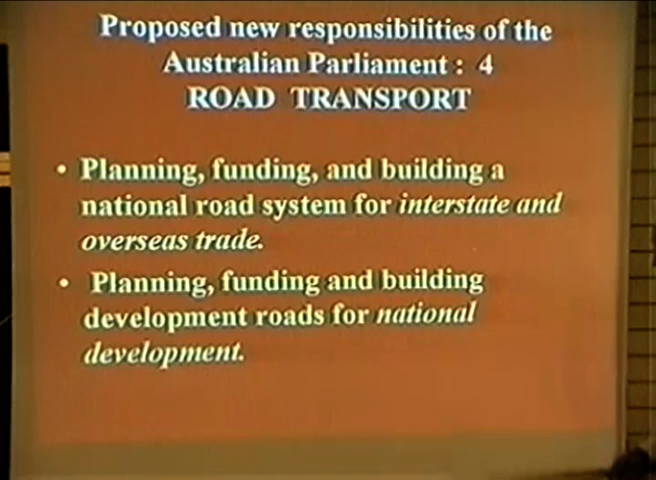 Proposed new responsibilities of the
Australian Parliament : 4
ROAD TRANSPORT
• Planning, funding, and building a
national road system for interstate and
overseas trade.
• Planning, funding and building
development roads for national
development.